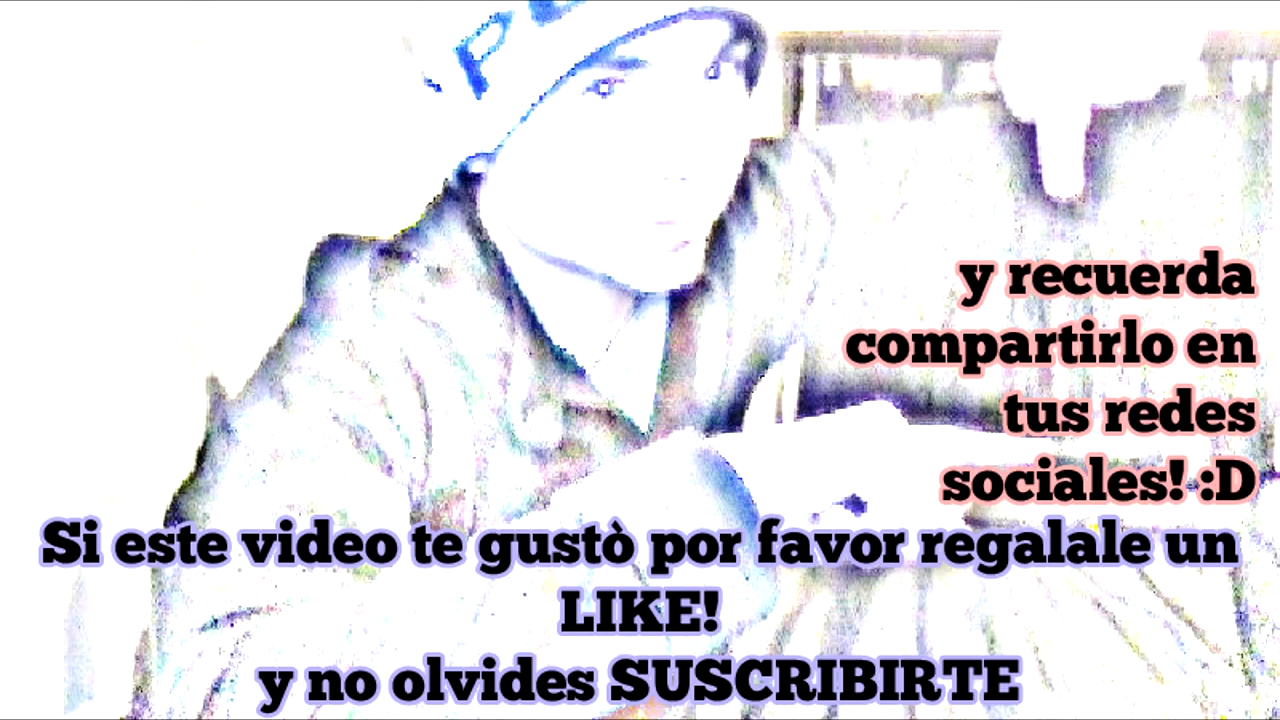 y recuerda
compartirlo en
tus redes
sociales! :D
Si este video te gustò por favor regalale un
LIKE!
y no olvides SUSCRIBIRTE